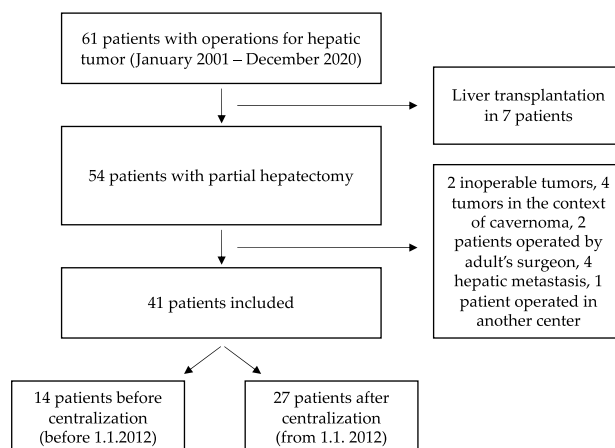 61 patients with operations for hepatic
tumor (January 2001 – December 2020)
Liver transplantation
in 7 patients
54 patients with partial hepatectomy
2 inoperable tumors, 4
tumors in the context
of cavernoma, 2
patients operated by
adult's surgeon, 4
hepatic metastasis, 1
patient operated in
another center
41 patients included
14 patients before
centralization
(before 1.1.2012)
27 patients after
centralization
(from 1.1. 2012)